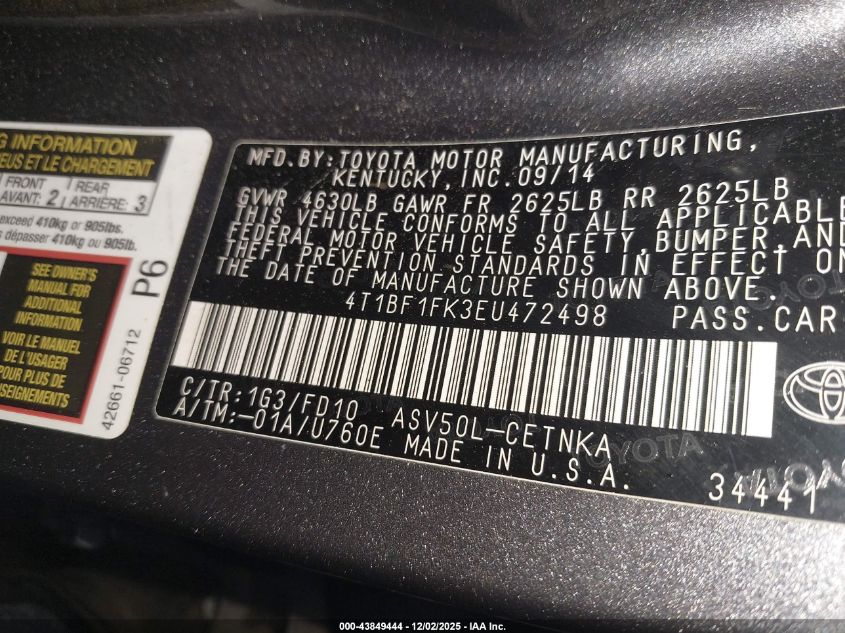 G INFORMATION
EUS ET LE CHARGEMENT
FRONT
AVANT: 2
REAR
ARRIÈRE: 3
exceed 410kg or 905lbs.
dépasser 410kg ou 905lb.
SEE OWNER'S
MANUAL FOR
ADDITIONAL
INFORMATION.
VOIR LE MANUEL
DE L'USAGER
POUR PLUS DE
NSEIGNEMENTS
P6
42661-06712
MFD.BY:TOYOTA MOTOR MANUFACTURING,
KENTUCKY, INC.09/14
GVWR 4630LB GAWR FR 2625LB RR 2625LB
THIS VEHICLE CONFORMS TO ALL APPLICABLE
FEDERAL MOTOR VEHICLE SAFETY,BUMPER,AND
THEFT PREVENTION STANDARDS IN EFFECT ON
THE DATE OF MANUFACTURE SHOWN ABOVE.
4T1BF1FK3EU472498 PASS.CAR
C/TR:1G3/FD10 ASV50L-CETNKA
A/TM:-01A/U760E MADE IN U.S.A.
TOYOTA
34441
000-43849444 - 12/02/2025 - IAA Inc.